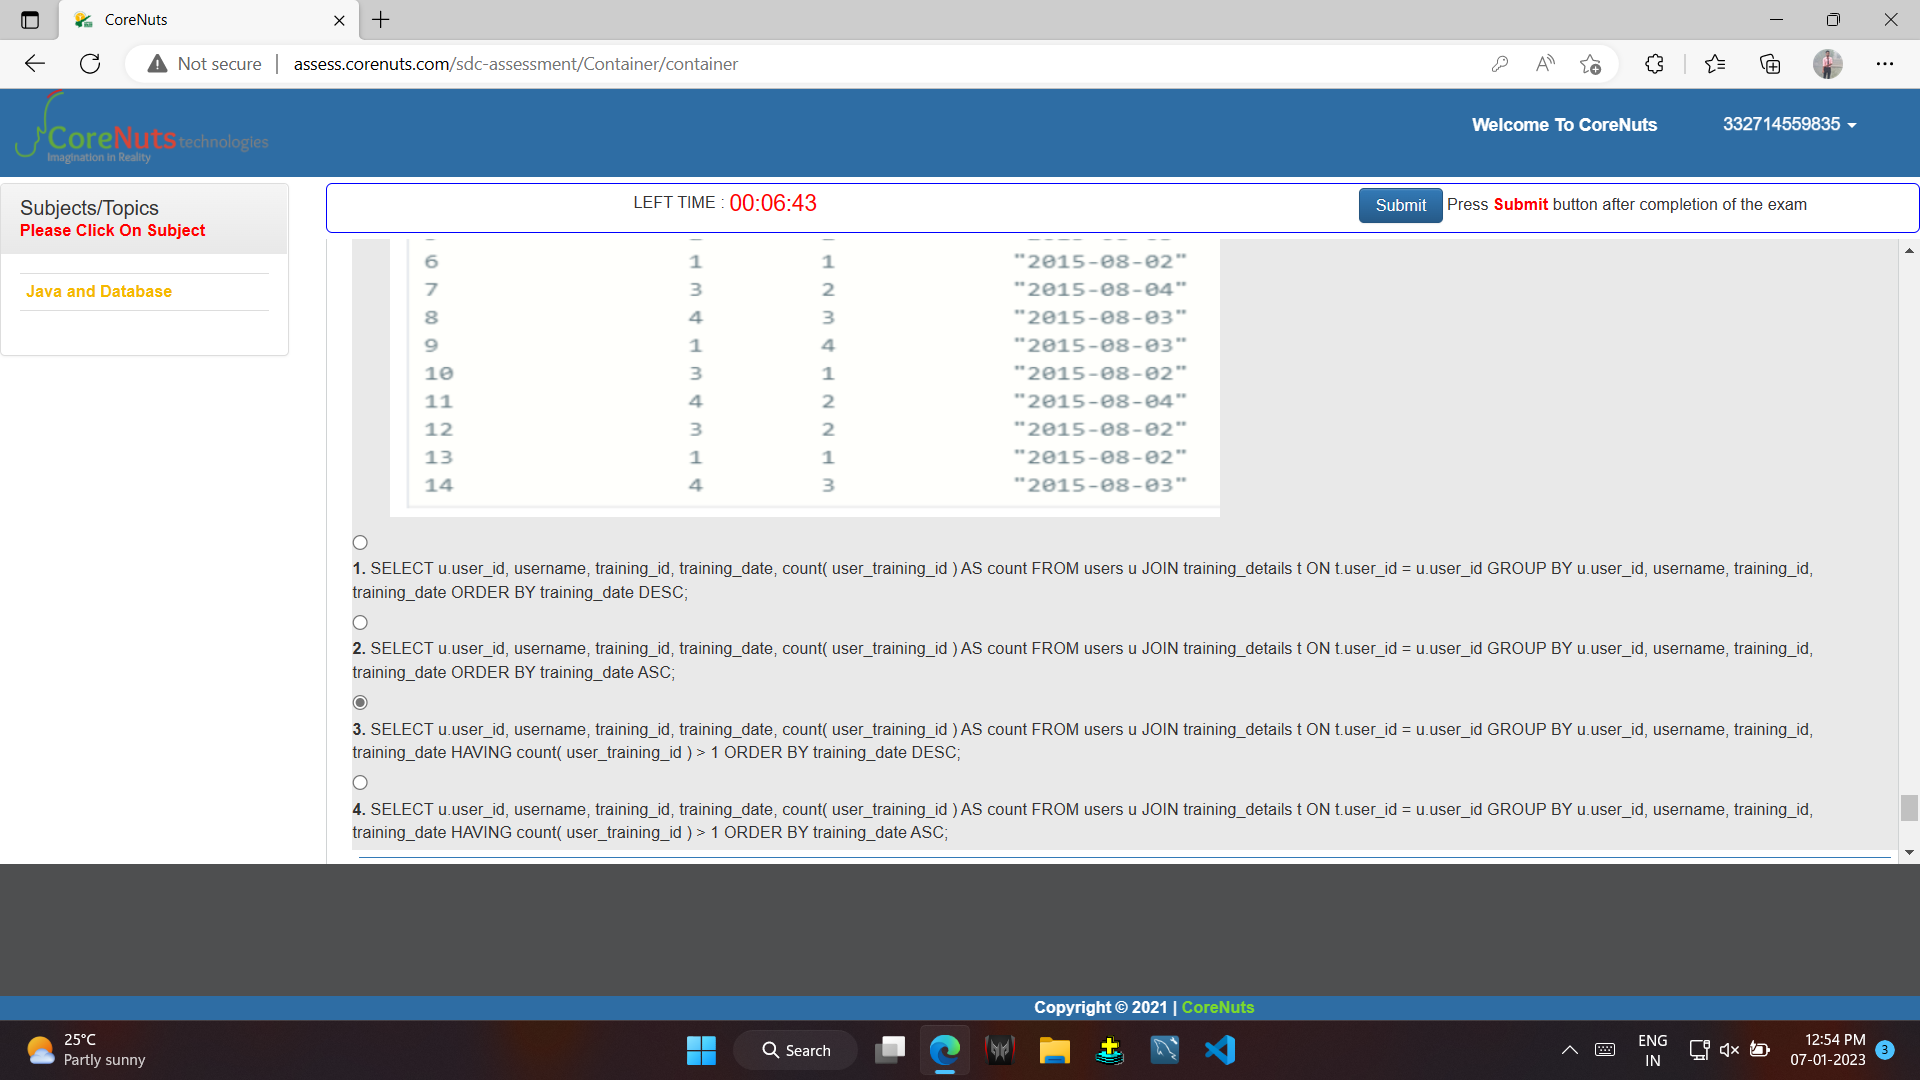 CoreNuts
Not secure
assess.corenuts.com/sdc-assessment/Container/container
CoreNuts technologies
Imagination in Reality
Welcome To CoreNuts
332714559835
Subjects/Topics
Please Click On Subject
Java and Database
LEFT TIME : 00:06:43
Submit Press Submit button after completion of the exam
6 1 1 "2015-08-02"
7 3 2 "2015-08-04"
8 4 3 "2015-08-03"
9 1 4 "2015-08-03"
10 3 1 "2015-08-02"
11 4 2 "2015-08-04"
12 3 2 "2015-08-02"
13 1 1 "2015-08-02"
14 4 3 "2015-08-03"
1. SELECT u.user_id, username, training_id, training_date, count( user_training_id ) AS count FROM users u JOIN training_details t ON t.user_id = u.user_id GROUP BY u.user_id, username, training_id,
training_date ORDER BY training_date DESC;
2. SELECT u.user_id, username, training_id, training_date, count( user_training_id ) AS count FROM users u JOIN training_details t ON t.user_id = u.user_id GROUP BY u.user_id, username, training_id,
training_date ORDER BY training_date ASC;
3. SELECT u.user_id, username, training_id, training_date, count( user_training_id ) AS count FROM users u JOIN training_details t ON t.user_id = u.user_id GROUP BY u.user_id, username, training_id,
training_date HAVING count( user_training_id ) > 1 ORDER BY training_date DESC;
4. SELECT u.user_id, username, training_id, training_date, count( user_training_id ) AS count FROM users u JOIN training_details t ON t.user_id = u.user_id GROUP BY u.user_id, username, training_id,
training_date HAVING count( user_training_id ) > 1 ORDER BY training_date ASC;
Copyright © 2021 | CoreNuts
25°C
Partly sunny
Search
ENG
IN
12:54 PM
07-01-2023
3